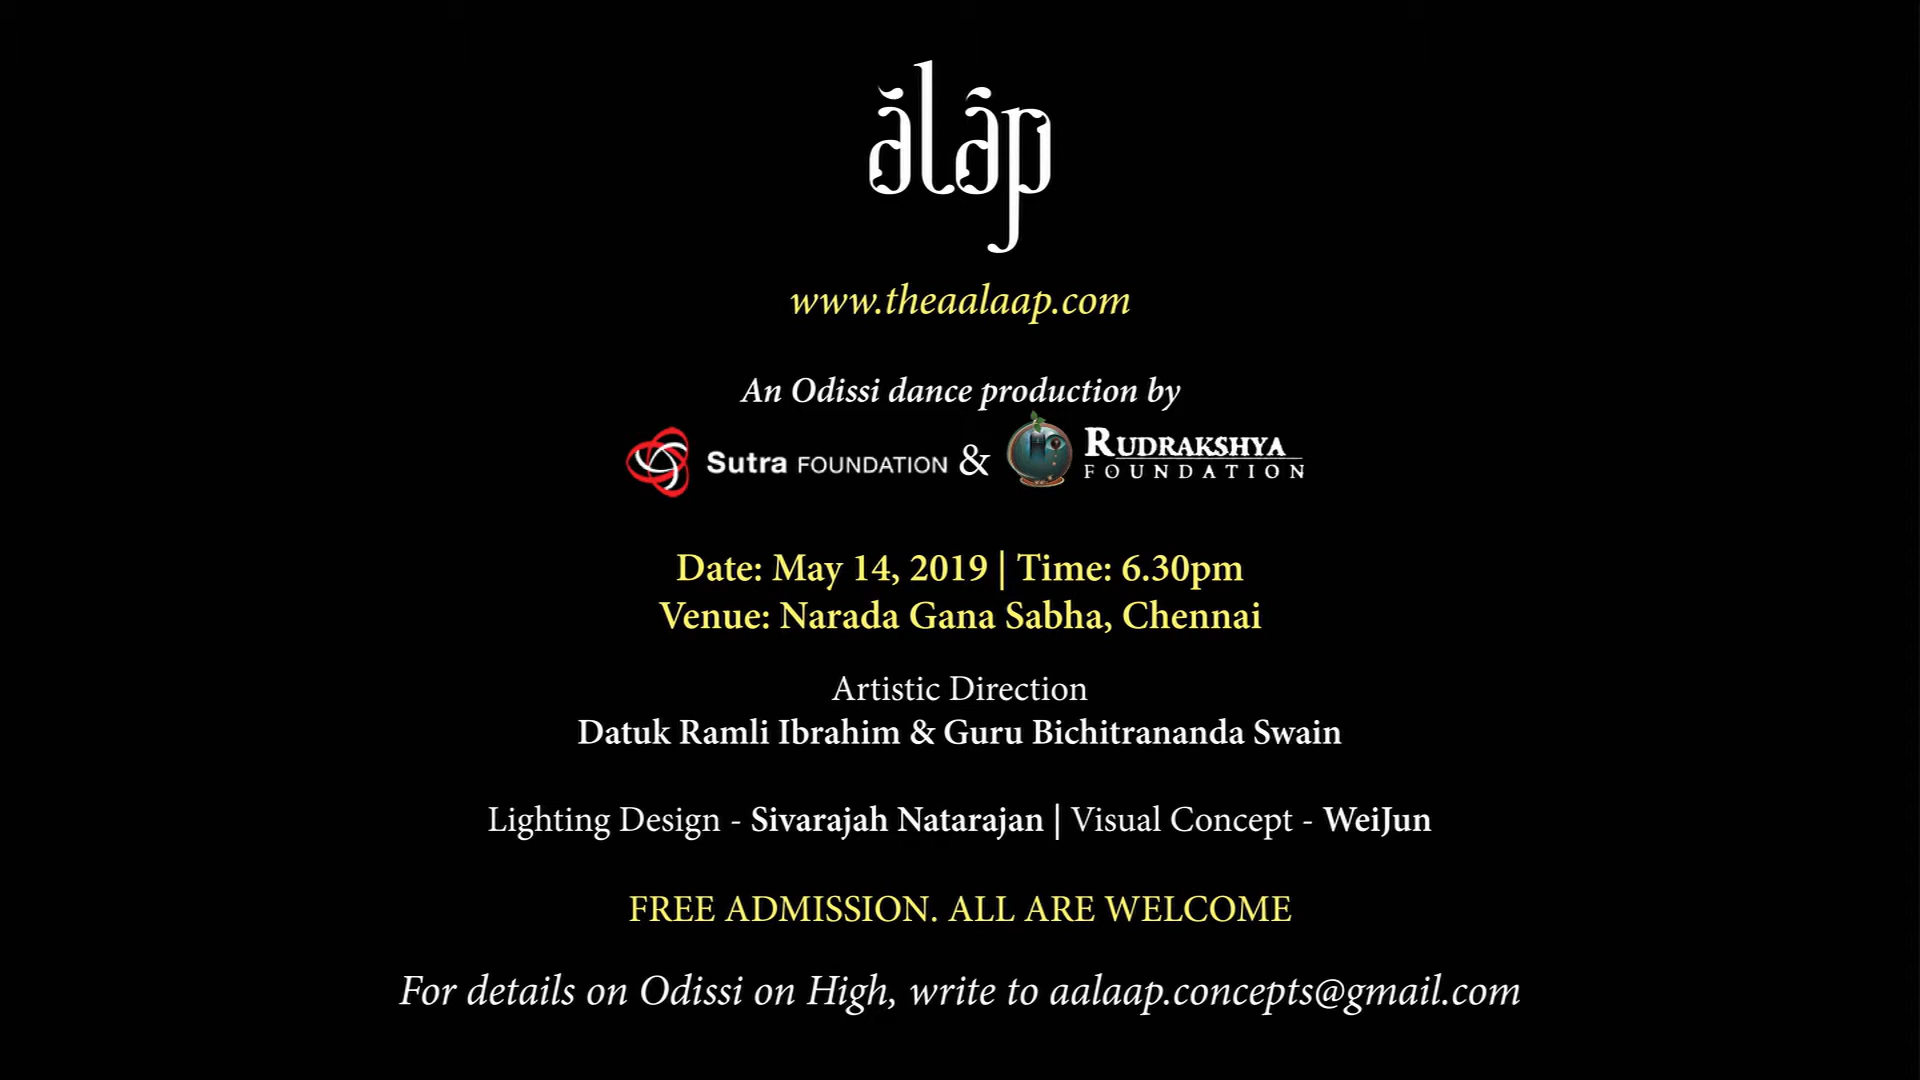 ālāp
www.theaalaap.com
An Odissi dance production by
Sutra FOUNDATION & RUDRAKSHYA FOUNDATION
Date: May 14, 2019 | Time: 6.30pm
Venue: Narada Gana Sabha, Chennai
Artistic Direction
Datuk Ramli Ibrahim & Guru Bichitrananda Swain
Lighting Design - Sivarajah Natarajan | Visual Concept - WeiJun
FREE ADMISSION. ALL ARE WELCOME
For details on Odissi on High, write to aalaap.concepts@gmail.com